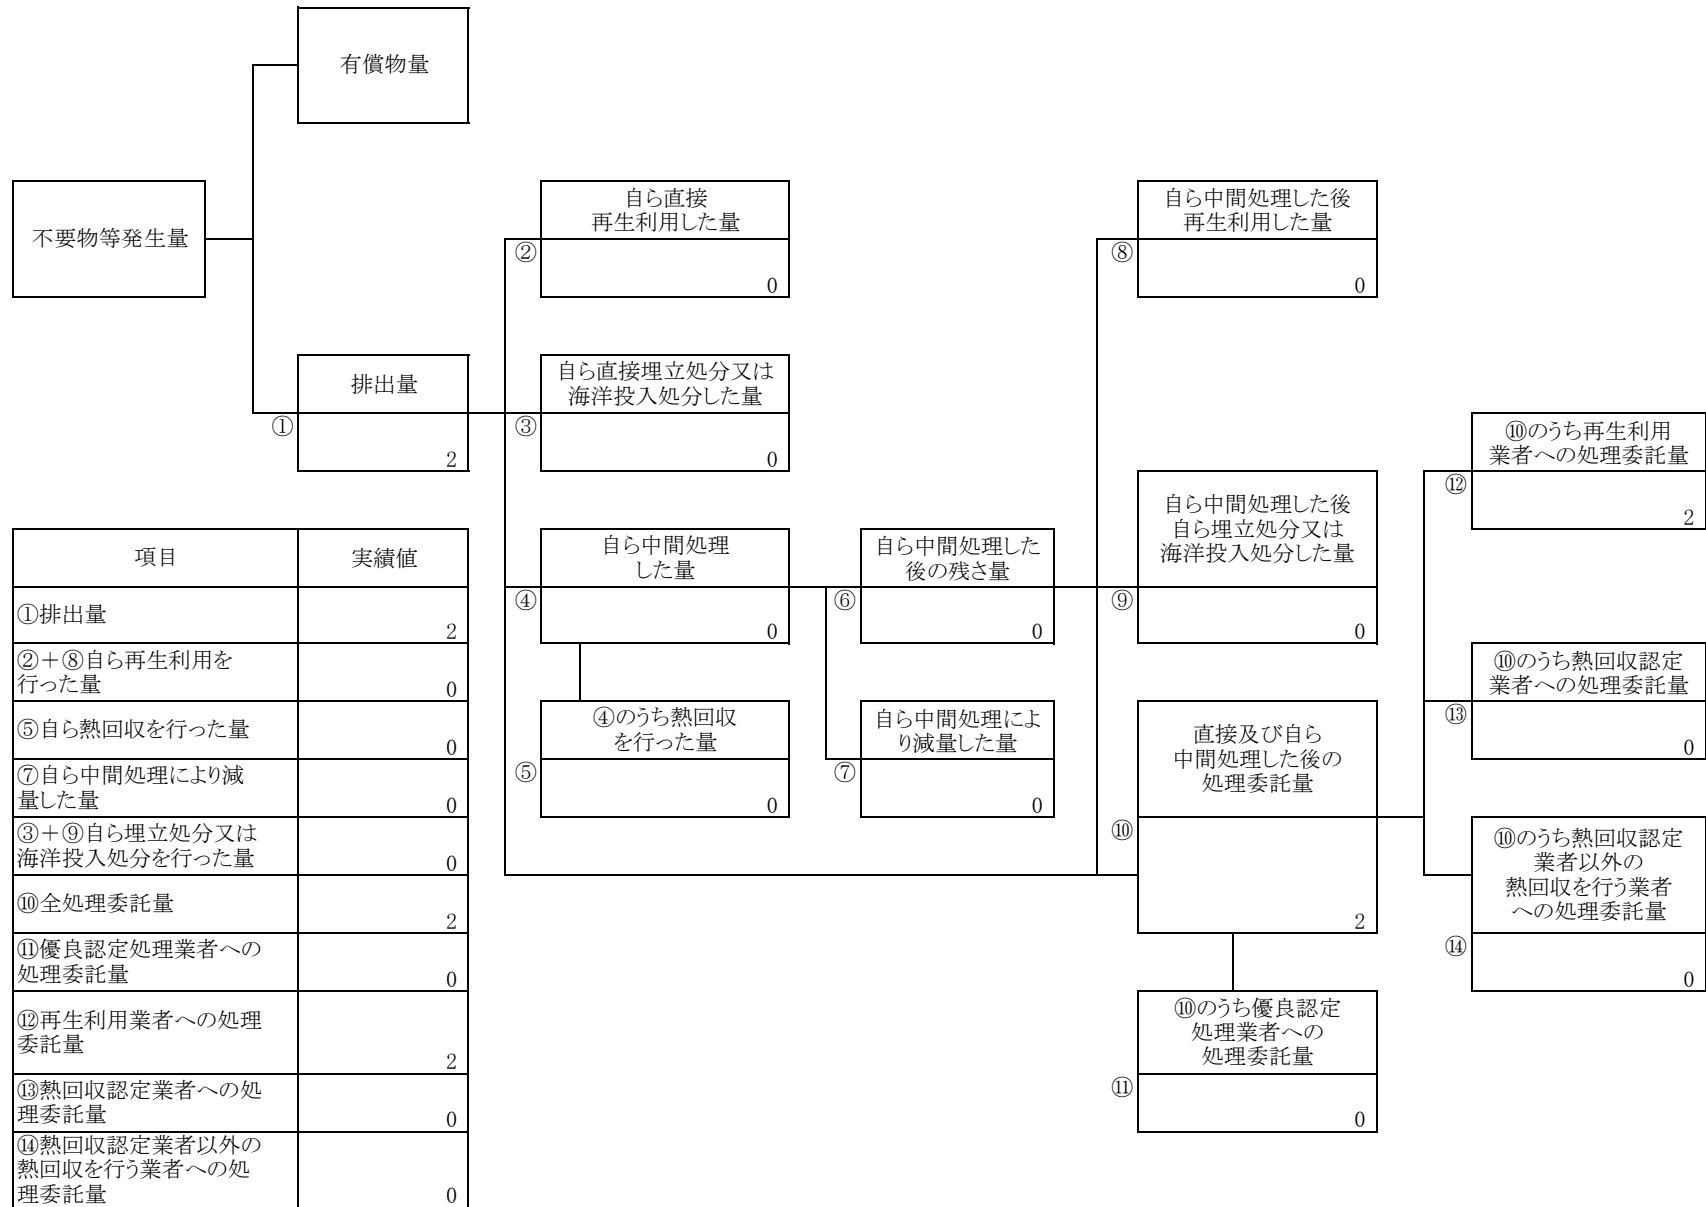 有償物量
不要物等発生量
排出量
①
2
自ら直接
再生利用した量
②
0
自ら直接埋立処分又は
海洋投入処分した量
③
0
自ら中間処理
した量
④
0
④のうち熱回収
を行った量
⑤
0
自ら中間処理した
後の残さ量
⑥
0
自ら中間処理によ
り減量した量
⑦
0
自ら中間処理した後
再生利用した量
⑧
0
自ら中間処理した後
自ら埋立処分又は
海洋投入処分した量
⑨
0
直接及び自ら
中間処理した後の
処理委託量
⑩
2
⑩のうち優良認定
処理業者への
処理委託量
⑪
0
⑩のうち再生利用
業者への処理委託量
⑫
2
⑩のうち熱回収認定
業者への処理委託量
⑬
0
⑩のうち熱回収認定
業者以外の
熱回収を行う業者
への処理委託量
⑭
0
項目 実績値
①排出量
2
②+⑧自ら再生利用を
行った量
0
⑤自ら熱回収を行った量
0
⑦自ら中間処理により減
量した量
0
③+⑨自ら埋立処分又は
海洋投入処分を行った量
0
⑩全処理委託量
2
⑪優良認定処理業者への
処理委託量
0
⑫再生利用業者への処理
委託量
2
⑬熱回収認定業者への処
理委託量
0
⑭熱回収認定業者以外の
熱回収を行う業者への処
理委託量
0